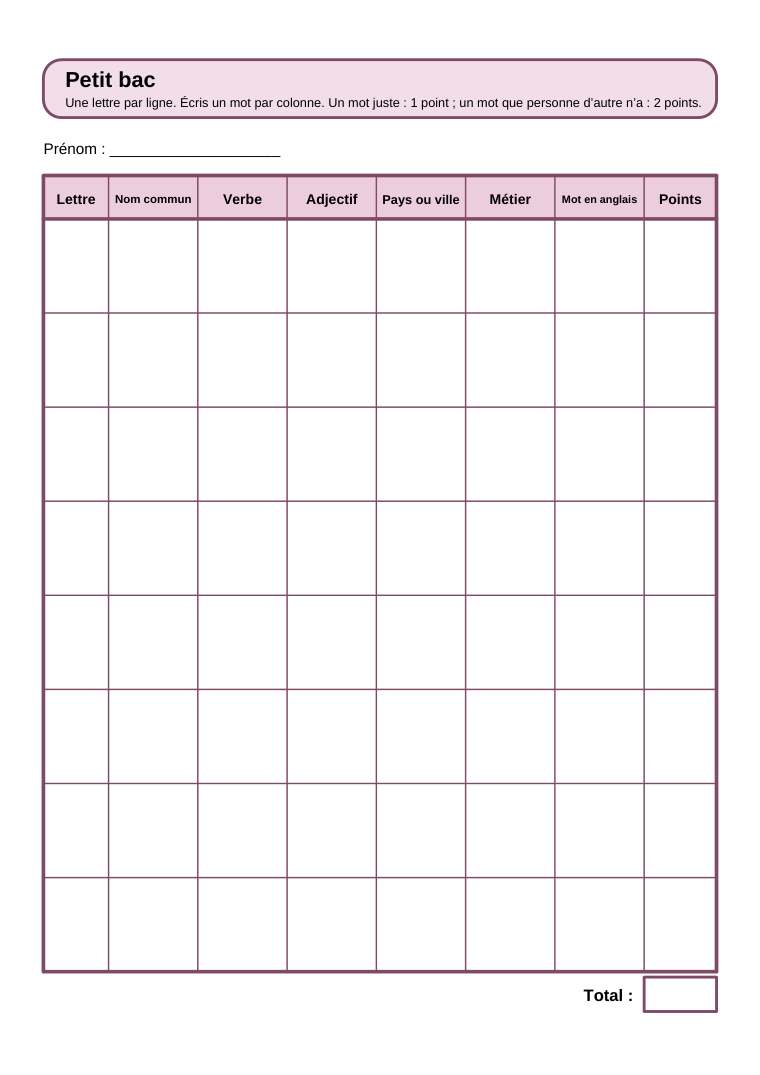 Petit bac
Une lettre par ligne. Écris un mot par colonne. Un mot juste : 1 point ; un mot que personne d’autre n’a : 2 points.
Prénom : ____________________
Lettre Nom commun Verbe Adjectif Pays ou ville Métier Mot en anglais Points
Total :